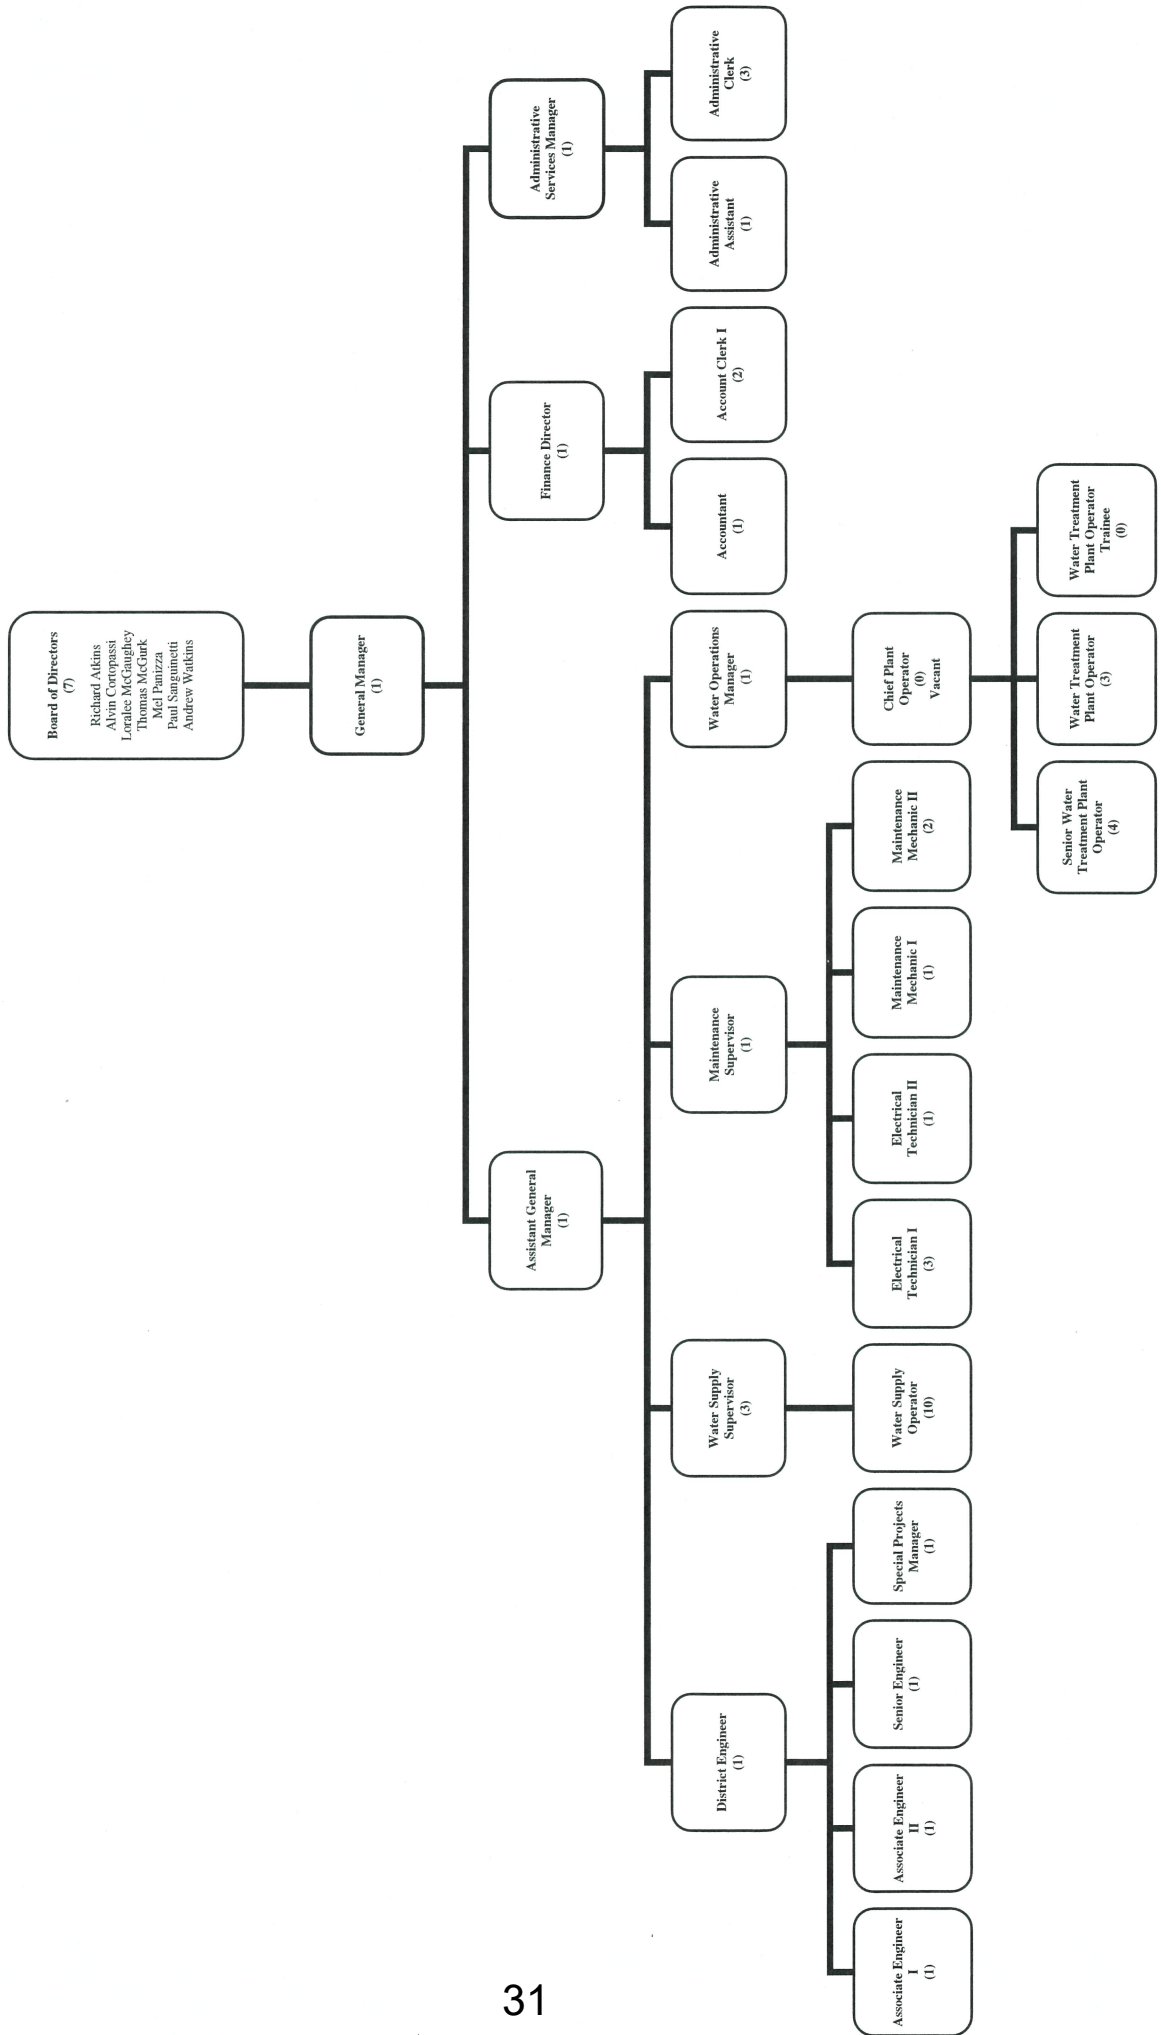 Board of Directors
(7)
Richard Atkins
Alvin Cortopassi
Loralee McGaughey
Thomas McGurk
Mel Panizza
Paul Sanguinetti
Andrew Watkins
General Manager
(1)
Assistant General
Manager
(1)
Finance Director
(1)
Administrative
Services Manager
(1)
District Engineer
(1)
Water Supply
Supervisor
(3)
Maintenance
Supervisor
(1)
Water Operations
Manager
(1)
Accountant
(1)
Account Clerk I
(2)
Administrative
Assistant
(1)
Administrative
Clerk
(3)
Associate Engineer
I
(1)
Associate Engineer
II
(1)
Senior Engineer
(1)
Special Projects
Manager
(1)
Water Supply
Operator
(10)
Electrical
Technician I
(3)
Electrical
Technician II
(1)
Maintenance
Mechanic I
(1)
Maintenance
Mechanic II
(2)
Chief Plant
Operator
(0)
Vacant
Senior Water
Treatment Plant
Operator
(4)
Water Treatment
Plant Operator
(3)
Water Treatment
Plant Operator
Trainee
(0)
31